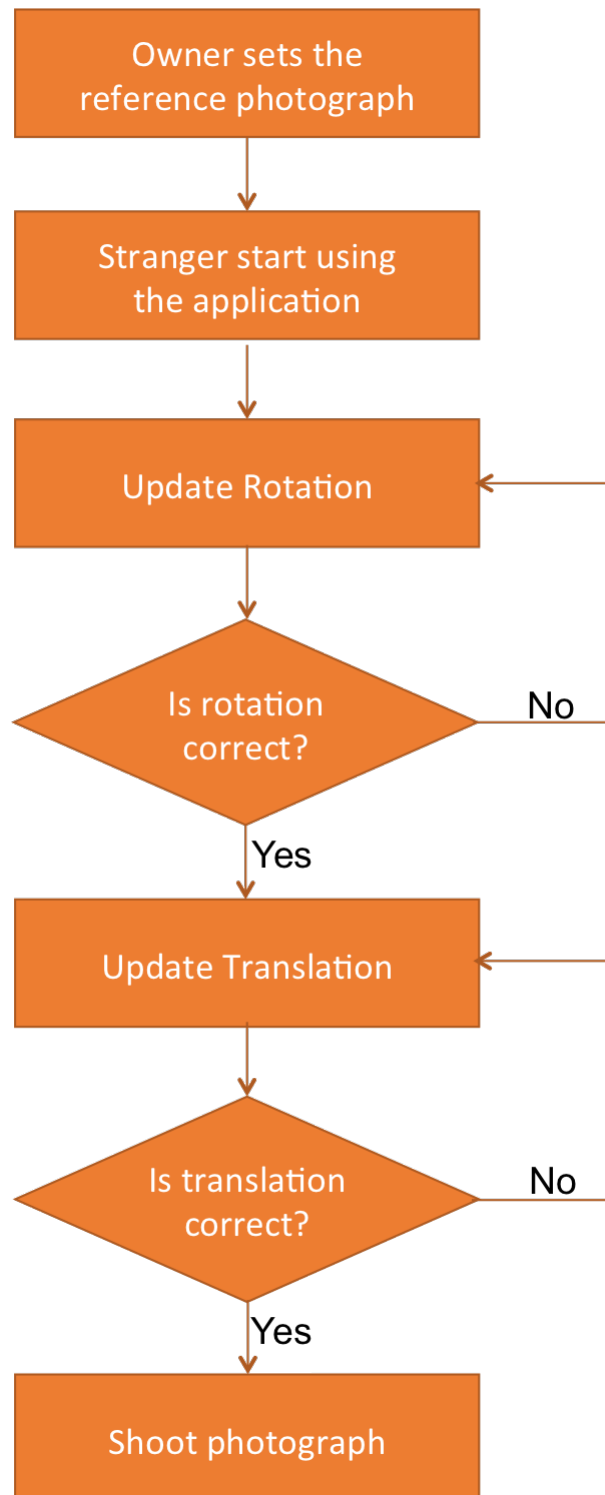 Owner sets the
reference photograph
Stranger start using
the application
Update Rotation
Is rotation
correct?
No
Yes
Update Translation
Is translation
correct?
No
Yes
Shoot photograph